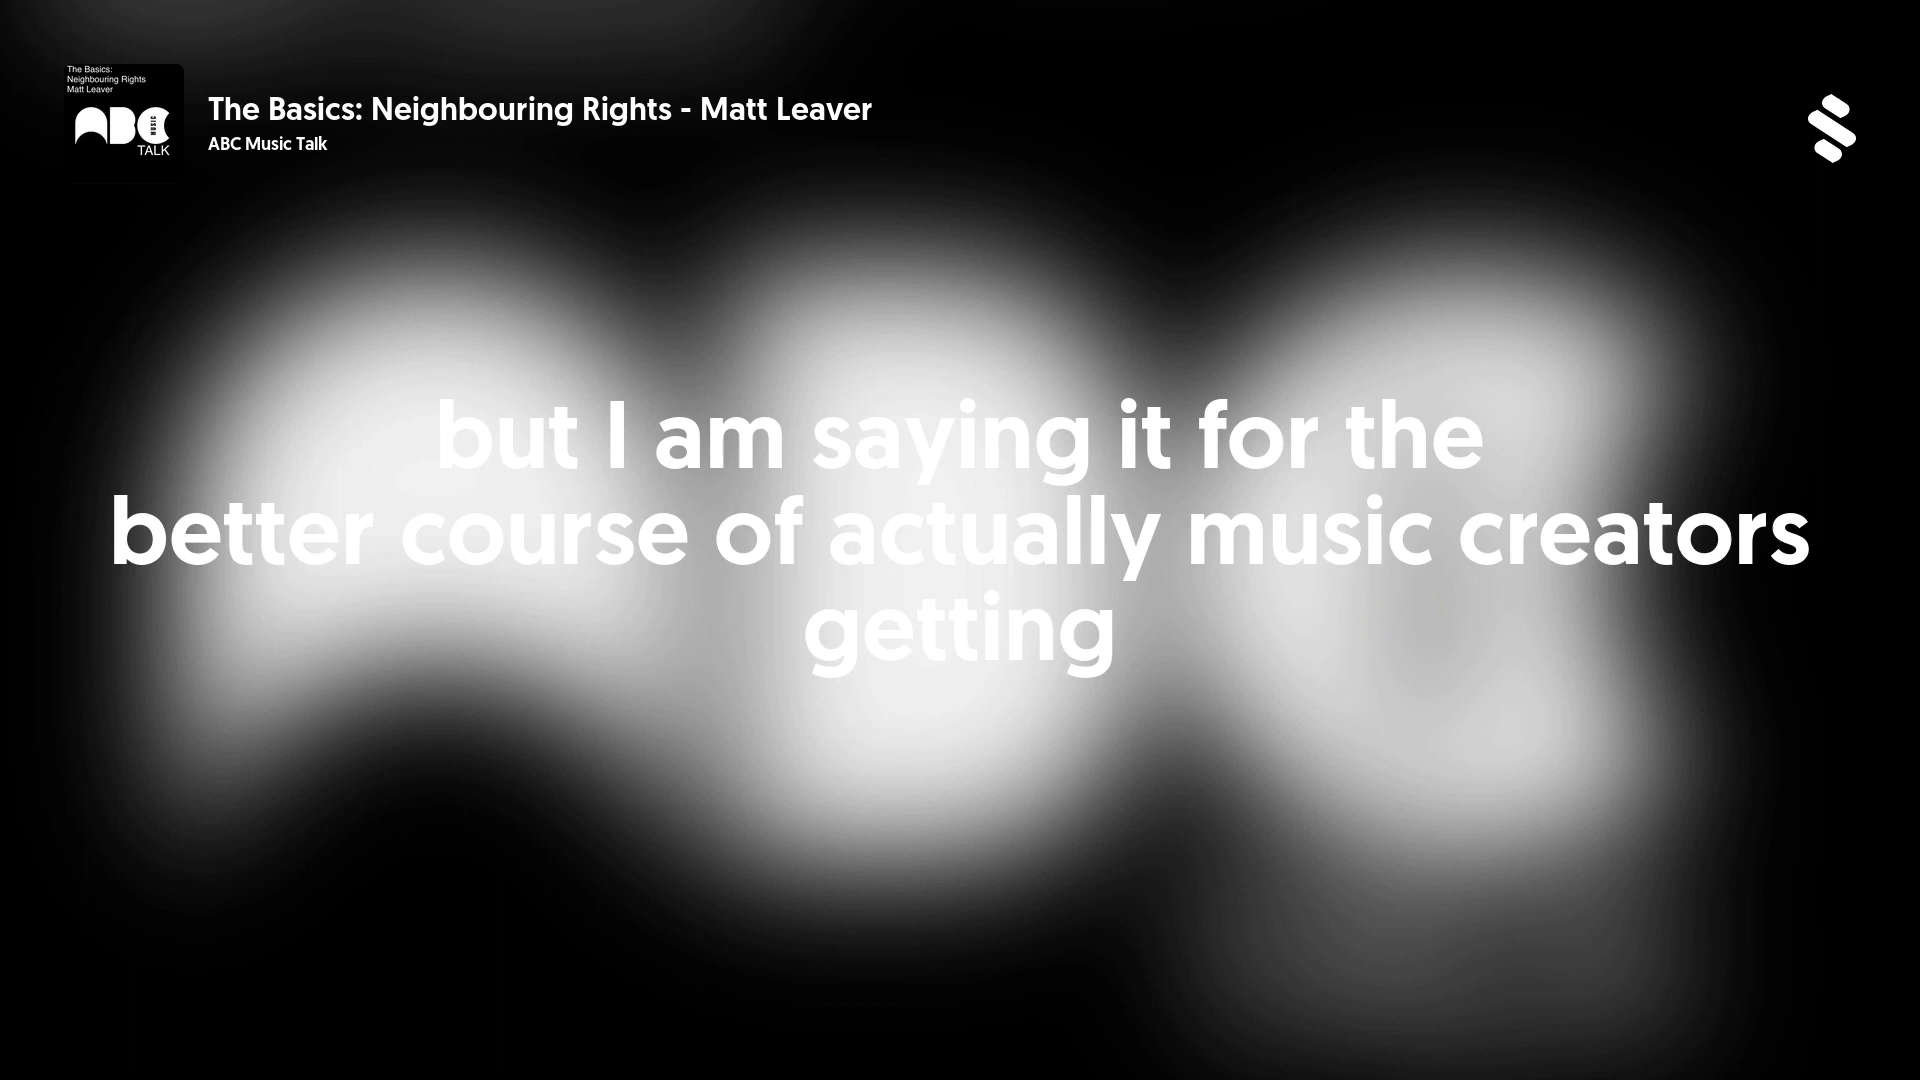 The Basics:
Neighbouring Rights
Matt Leaver
ABC MUSIC
TALK
The Basics: Neighbouring Rights - Matt Leaver
ABC Music Talk
but I am saying it for the
better course of actually music creators
getting